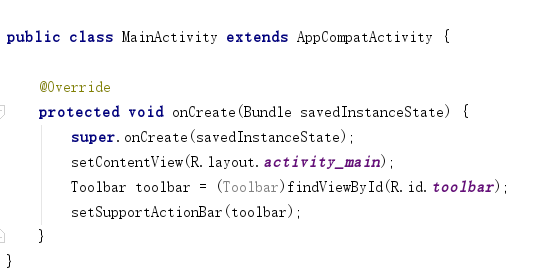 public class MainActivity extends AppCompatActivity {
@Override
protected void onCreate(Bundle savedInstanceState) {
super.onCreate(savedInstanceState);
setContentView(R.layout.activity_main);
Toolbar toolbar = (Toolbar)findViewById(R.id.toolbar);
setSupportActionBar(toolbar);
}
}